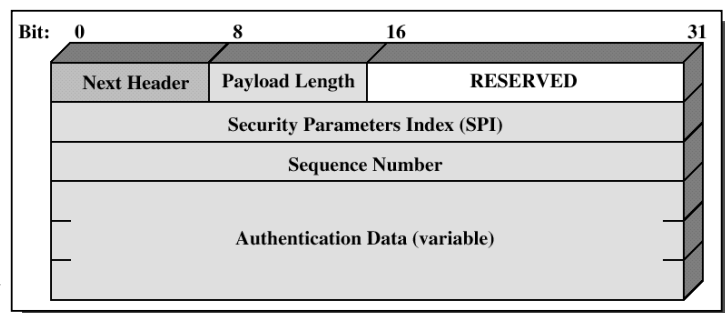 Bit: 0 8 16 31
Next Header Payload Length RESERVED
Security Parameters Index (SPI)
Sequence Number
Authentication Data (variable)